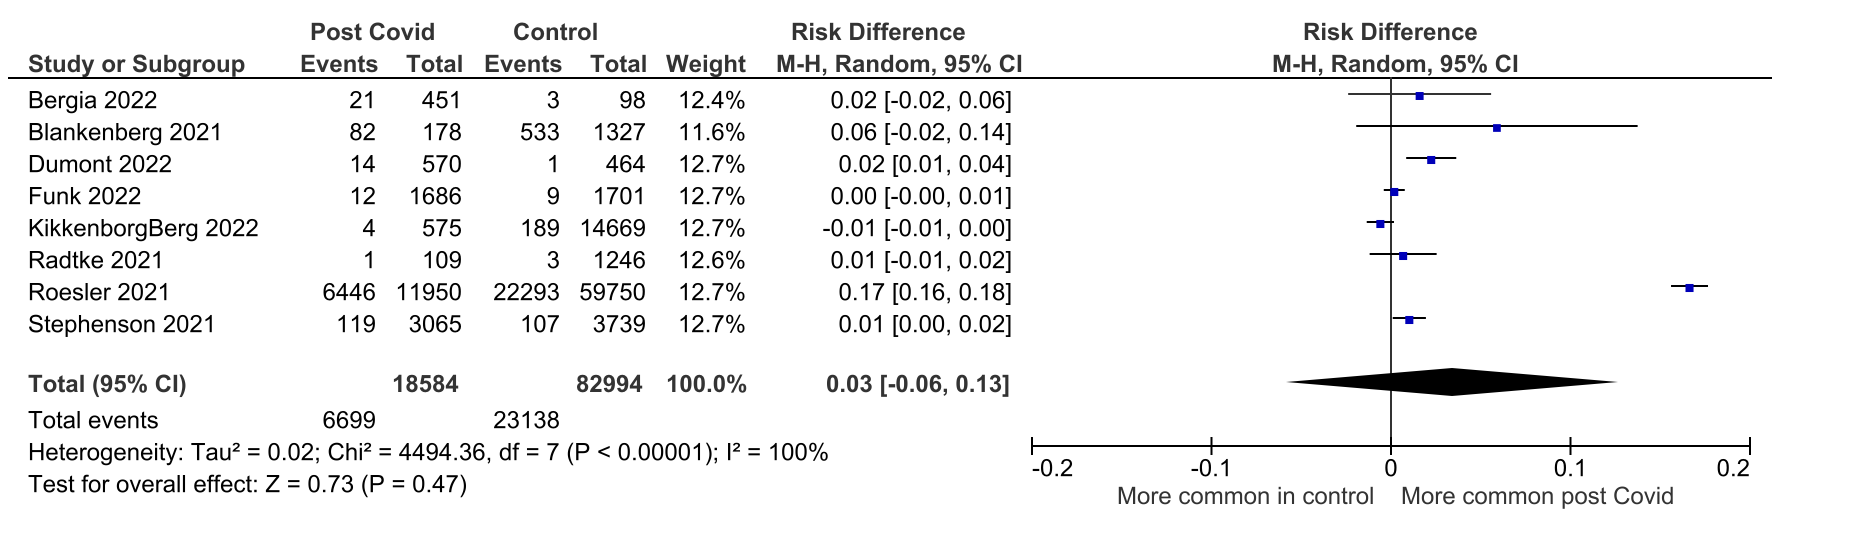 Post Covid Control Risk Difference Risk Difference
Study or Subgroup Events Total Events Total Weight M-H, Random, 95% CI M-H, Random, 95% CI
Bergia 2022 21 451 3 98 12.4% 0.02 [-0.02, 0.06]
Blankenberg 2021 82 178 533 1327 11.6% 0.06 [-0.02, 0.14]
Dumont 2022 14 570 1 464 12.7% 0.02 [0.01, 0.04]
Funk 2022 12 1686 9 1701 12.7% 0.00 [-0.00, 0.01]
KikkenborgBerg 2022 4 575 189 14669 12.7% -0.01 [-0.01, 0.00]
Radtke 2021 1 109 3 1246 12.6% 0.01 [-0.01, 0.02]
Roesler 2021 6446 11950 22293 59750 12.7% 0.17 [0.16, 0.18]
Stephenson 2021 119 3065 107 3739 12.7% 0.01 [0.00, 0.02]
Total (95% CI) 18584 82994 100.0% 0.03 [-0.06, 0.13]
Total events 6699 23138
Heterogeneity: Tau² = 0.02; Chi² = 4494.36, df = 7 (P < 0.00001); I² = 100%
Test for overall effect: Z = 0.73 (P = 0.47)
-0.2 -0.1 0 0.1 0.2
More common in control More common post Covid